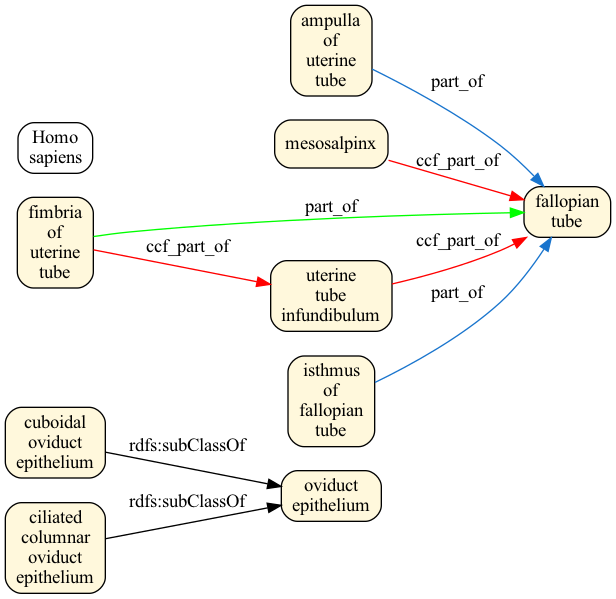 ampulla
of
uterine
tube
part_of
Homo
sapiens
mesosalpinx
ccf_part_of
fimbria
of
uterine
tube
part_of
fallopian
tube
ccf_part_of
uterine
tube
infundibulum
ccf_part_of
part_of
isthmus
of
fallopian
tube
cuboidal
oviduct
epithelium
rdfs:subClassOf
oviduct
epithelium
rdfs:subClassOf
ciliated
columnar
oviduct
epithelium